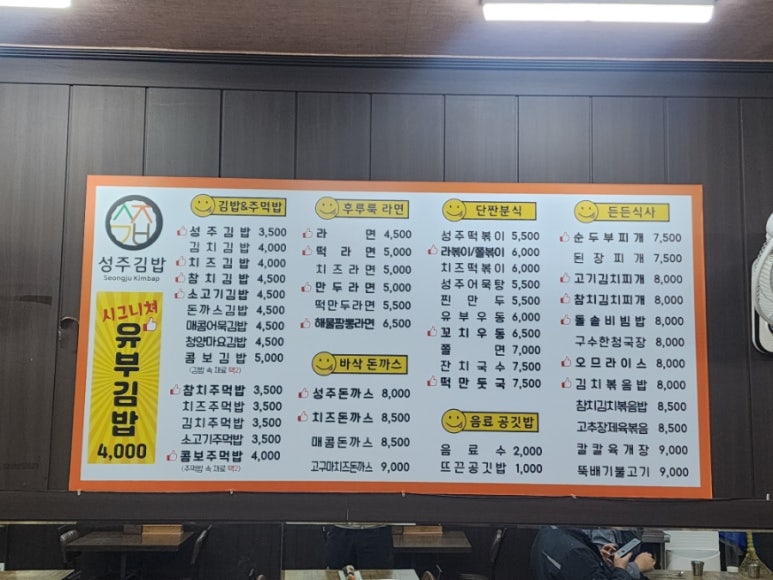 성주김밥
Seongju Kimbap
시그니처
유부김밥
4,000
김밥&주먹밥
성주김밥 3,500
김치김밥 4,000
치즈김밥 4,000
참치김밥 4,500
소고기김밥 4,500
돈까스김밥 4,500
매콤어묵김밥 4,500
청양마요김밥 4,500
콤보김밥 5,000
(김밥 속 재료 택2)
참치주먹밥 3,500
치즈주먹밥 3,500
김치주먹밥 3,500
소고기주먹밥 3,500
콤보주먹밥 4,000
(주먹밥 속 재료 택2)
후루룩 라면
라면 4,500
떡라면 5,000
치즈라면 5,000
만두라면 5,000
떡만두라면 5,500
해물짬뽕라면 6,500
바삭 돈까스
성주돈까스 8,000
치즈돈까스 8,500
매콤돈까스 8,500
고구마치즈돈까스 9,000
단짠분식
성주떡볶이 5,500
라볶이/쫄볶이 6,000
치즈떡볶이 6,000
성주어묵탕 5,500
찐만두 5,500
유부우동 6,000
꼬치우동 6,500
쫄면 7,000
잔치국수 7,500
떡만둣국 7,500
음료 공깃밥
음료수 2,000
뜨끈공깃밥 1,000
든든식사
순두부찌개 7,500
된장찌개 7,500
고기김치찌개 8,000
참치김치찌개 8,000
돌솥비빔밥 8,000
구수한청국장 8,000
오므라이스 8,000
김치볶음밥 8,000
참치김치볶음밥 8,500
고추장제육볶음 8,500
칼칼육개장 9,000
뚝배기불고기 9,000